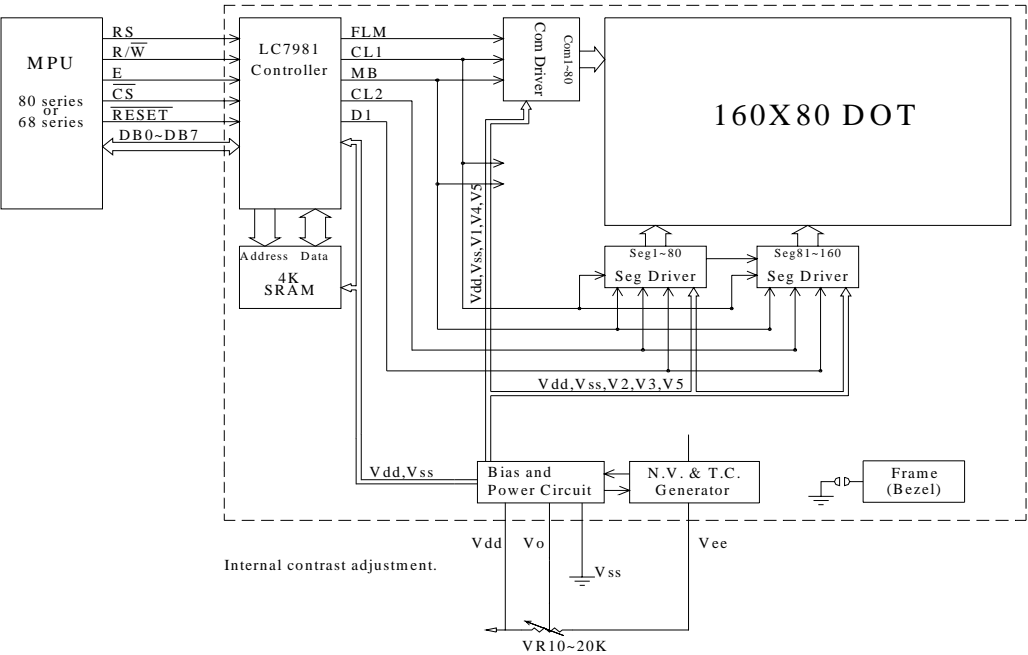 MPU
80 series
or
68 series
RS
R/W
E
CS
RESET
DB0~DB7
LC7981
Controller
FLM
CL1
MB
CL2
D1
Com Driver
Com1~80
160X80 DOT
Address Data
4K
SRAM
Vdd,Vss,V1,V4,V5
Seg1~80
Seg Driver
Seg81~160
Seg Driver
Vdd,Vss,V2,V3,V5
Vdd,Vss
Bias and
Power Circuit
N.V. & T.C.
Generator
Frame
(Bezel)
Vdd
Vo
Vss
Vee
Internal contrast adjustment.
VR10~20K